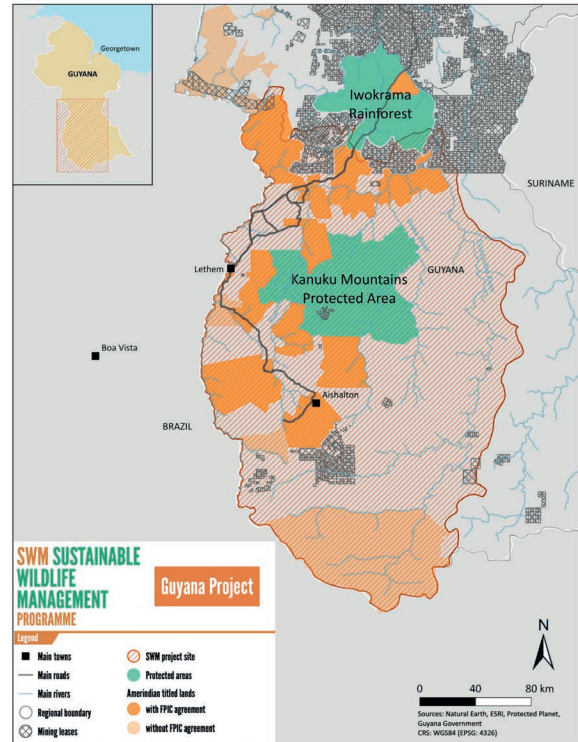 Georgetown
GUYANA
Iwokrama
Rainforest
SURINAME
Lethem
GUYANA
Kanuku Mountains
Protected Area
Boa Vista
Aishalton
BRAZIL
SWM SUSTAINABLE
WILDLIFE
MANAGEMENT
PROGRAMME
Guyana Project
Legend
Main towns
Main roads
Main rivers
Regional boundary
Mining leases
SWM project site
Protected areas
Amerindian titled lands
with FPIC agreement
without FPIC agreement
N
0 40 80 km
Sources: Natural Earth, ESRI, Protected Planet,
Guyana Government
CRS: WGS84 (EPSG: 4326)